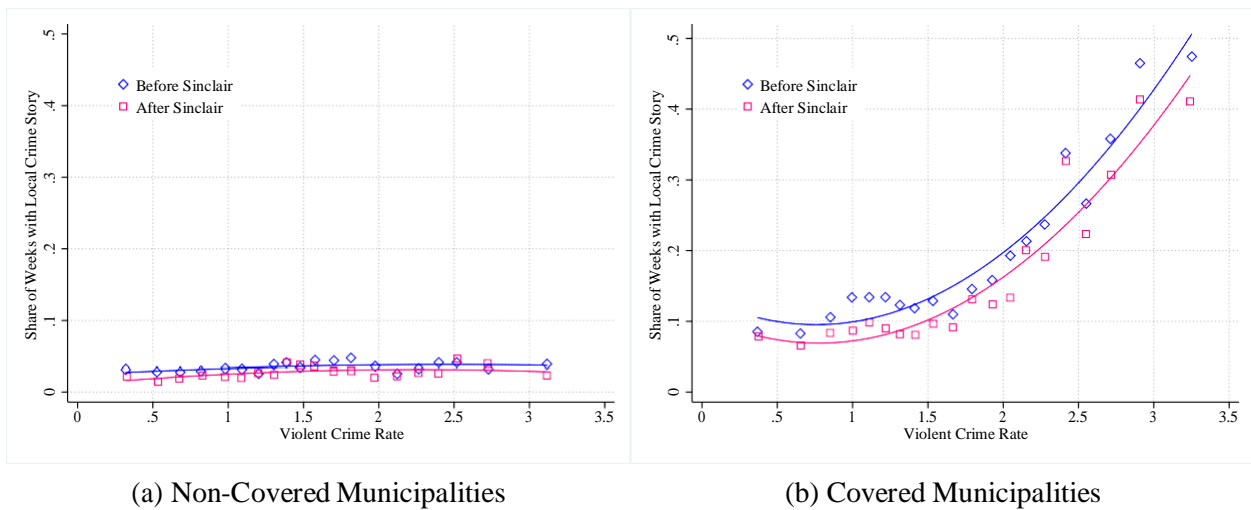 Share of Weeks with Local Crime Story
.5
.4
.3
.2
.1
0
Before Sinclair
After Sinclair
0 .5 1 1.5 2 2.5 3 3.5
Violent Crime Rate
(a) Non-Covered Municipalities
Share of Weeks with Local Crime Story
.5
.4
.3
.2
.1
0
Before Sinclair
After Sinclair
0 .5 1 1.5 2 2.5 3 3.5
Violent Crime Rate
(b) Covered Municipalities